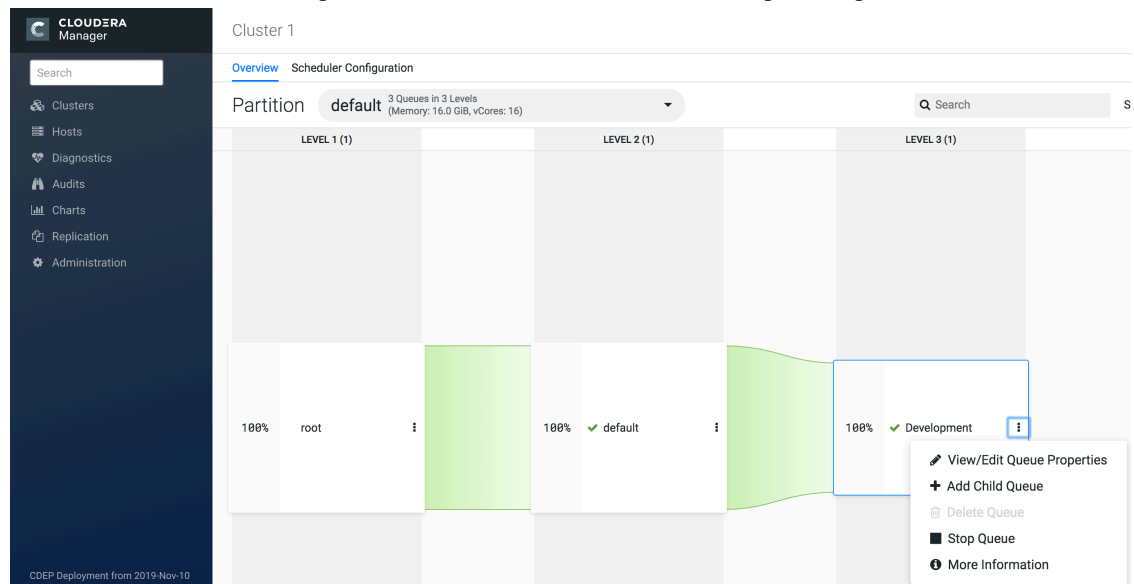 CLOUDERA
Manager
Search
Clusters
Hosts
Diagnostics
Audits
Charts
Replication
Administration
CDEP Deployment from 2019-Nov-10
Cluster 1
Overview Scheduler Configuration
Partition default 3 Queues in 3 Levels
(Memory: 16.0 GiB, vCores: 16)
Search
S
LEVEL 1 (1) LEVEL 2 (1) LEVEL 3 (1)
100% root 100% default 100% Development
View/Edit Queue Properties
Add Child Queue
Delete Queue
Stop Queue
More Information